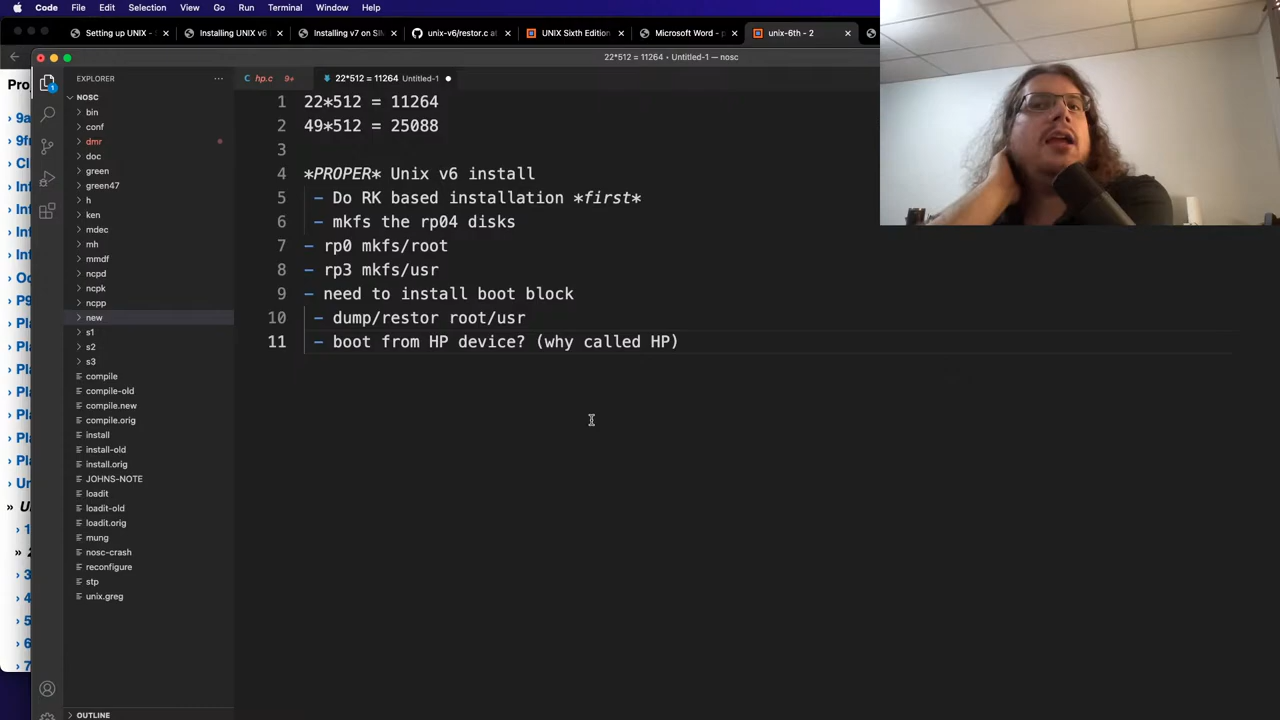 Code File Edit Selection View Go Run Terminal Window Help
Setting up UNIX - Installing UNIX v6 Installing v7 on SI unix-v6/restor.c at UNIX Sixth Edition Microsoft Word - p unix-6th - 2
22*512 = 11264 • Untitled-1 — nosc
EXPLORER
hp.c 9+ 22*512 = 11264 Untitled-1
NOSC
bin
conf
dmr
doc
green
green47
h
ken
mdec
mh
mmdf
ncpd
ncpk
ncpp
new
s1
s2
s3
compile
compile-old
compile.new
compile.orig
install
install-old
install.orig
JOHNS-NOTE
loadit
loadit-old
loadit.orig
mung
nosc-crash
reconfigure
stp
unix.greg
OUTLINE
1 22*512 = 11264
2 49*512 = 25088
3
4 *PROPER* Unix v6 install
5 - Do RK based installation *first*
6 - mkfs the rp04 disks
7 - rp0 mkfs/root
8 - rp3 mkfs/usr
9 - need to install boot block
10 - dump/restor root/usr
11 - boot from HP device? (why called HP)